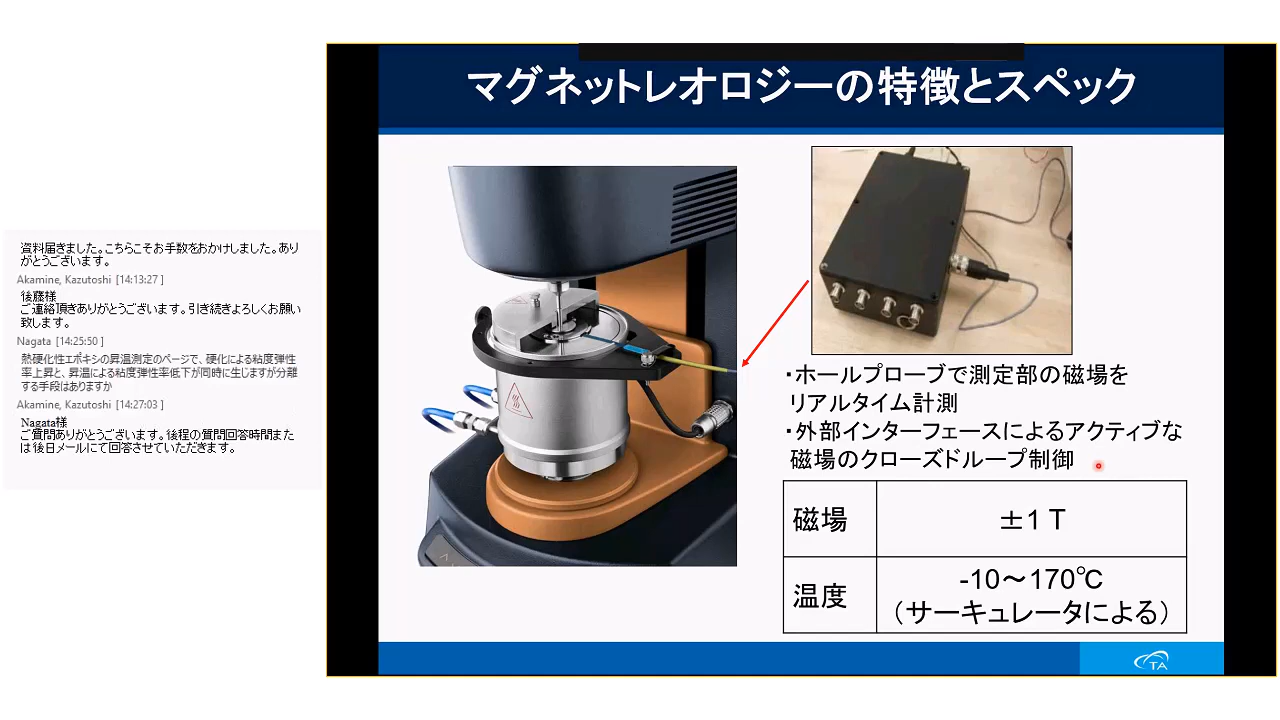 資料届きました。こちらこそお手数をおかけしました。あり
がとうございます。
Akamine, Kazutoshi [14:13:27 ]
後藤様
ご連絡頂きありがとうございます。引き続きよろしくお願い
致します。
Nagata [14:25:50 ]
熱硬化性エポキシの昇温測定のページで、硬化による粘度弾性
率上昇と、昇温による粘度弾性率低下が同時に生じますが分離
する手段はありますか
Akamine, Kazutoshi [14:27:03 ]
Nagata様
ご質問ありがとうございます。後程の質問回答時間また
は後日メールにて回答させていただきます。
マグネットレオロジーの特徴とスペック
・ホールプローブで測定部の磁場を
リアルタイム計測
・外部インターフェースによるアクティブな
磁場のクローズドループ制御
磁場 ±1 T
温度 -10～170℃
（サーキュレータによる）
TA